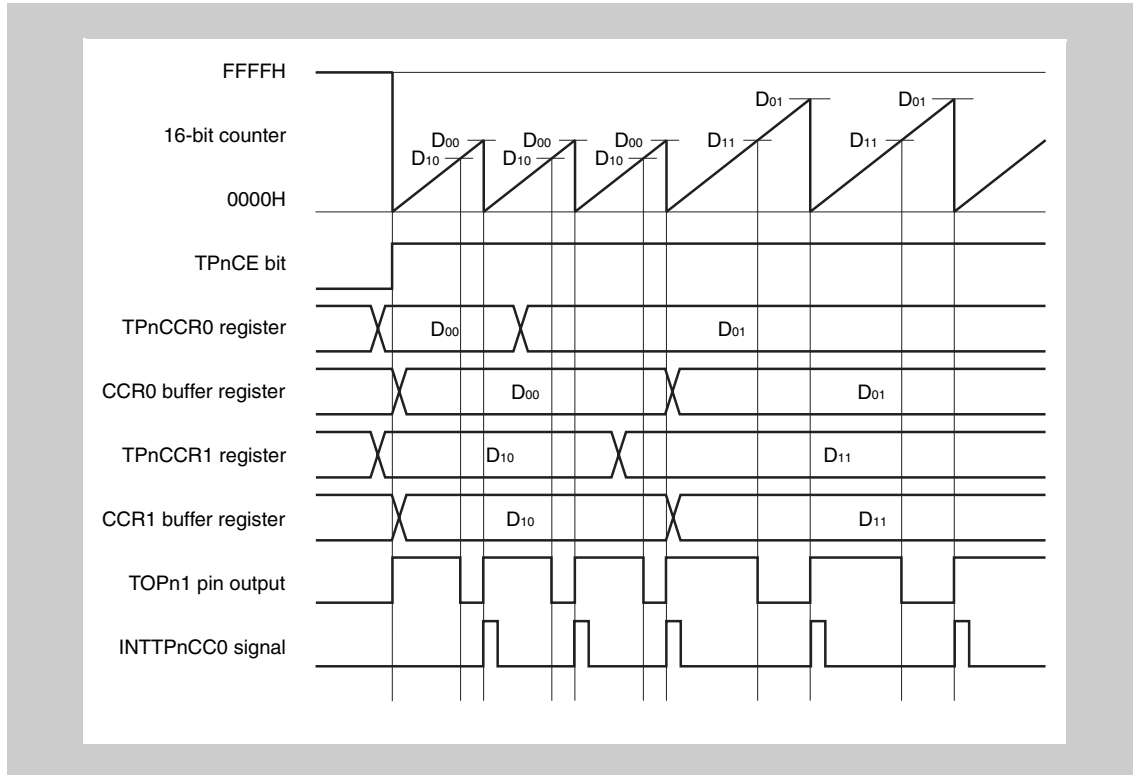 FFFFH
D01 D01
16-bit counter
D00 D00 D00 D11 D11
D10 D10 D10
0000H
TPnCE bit
TPnCCR0 register D00 D01
CCR0 buffer register D00 D01
TPnCCR1 register D10 D11
CCR1 buffer register D10 D11
TOPn1 pin output
INTTPnCC0 signal